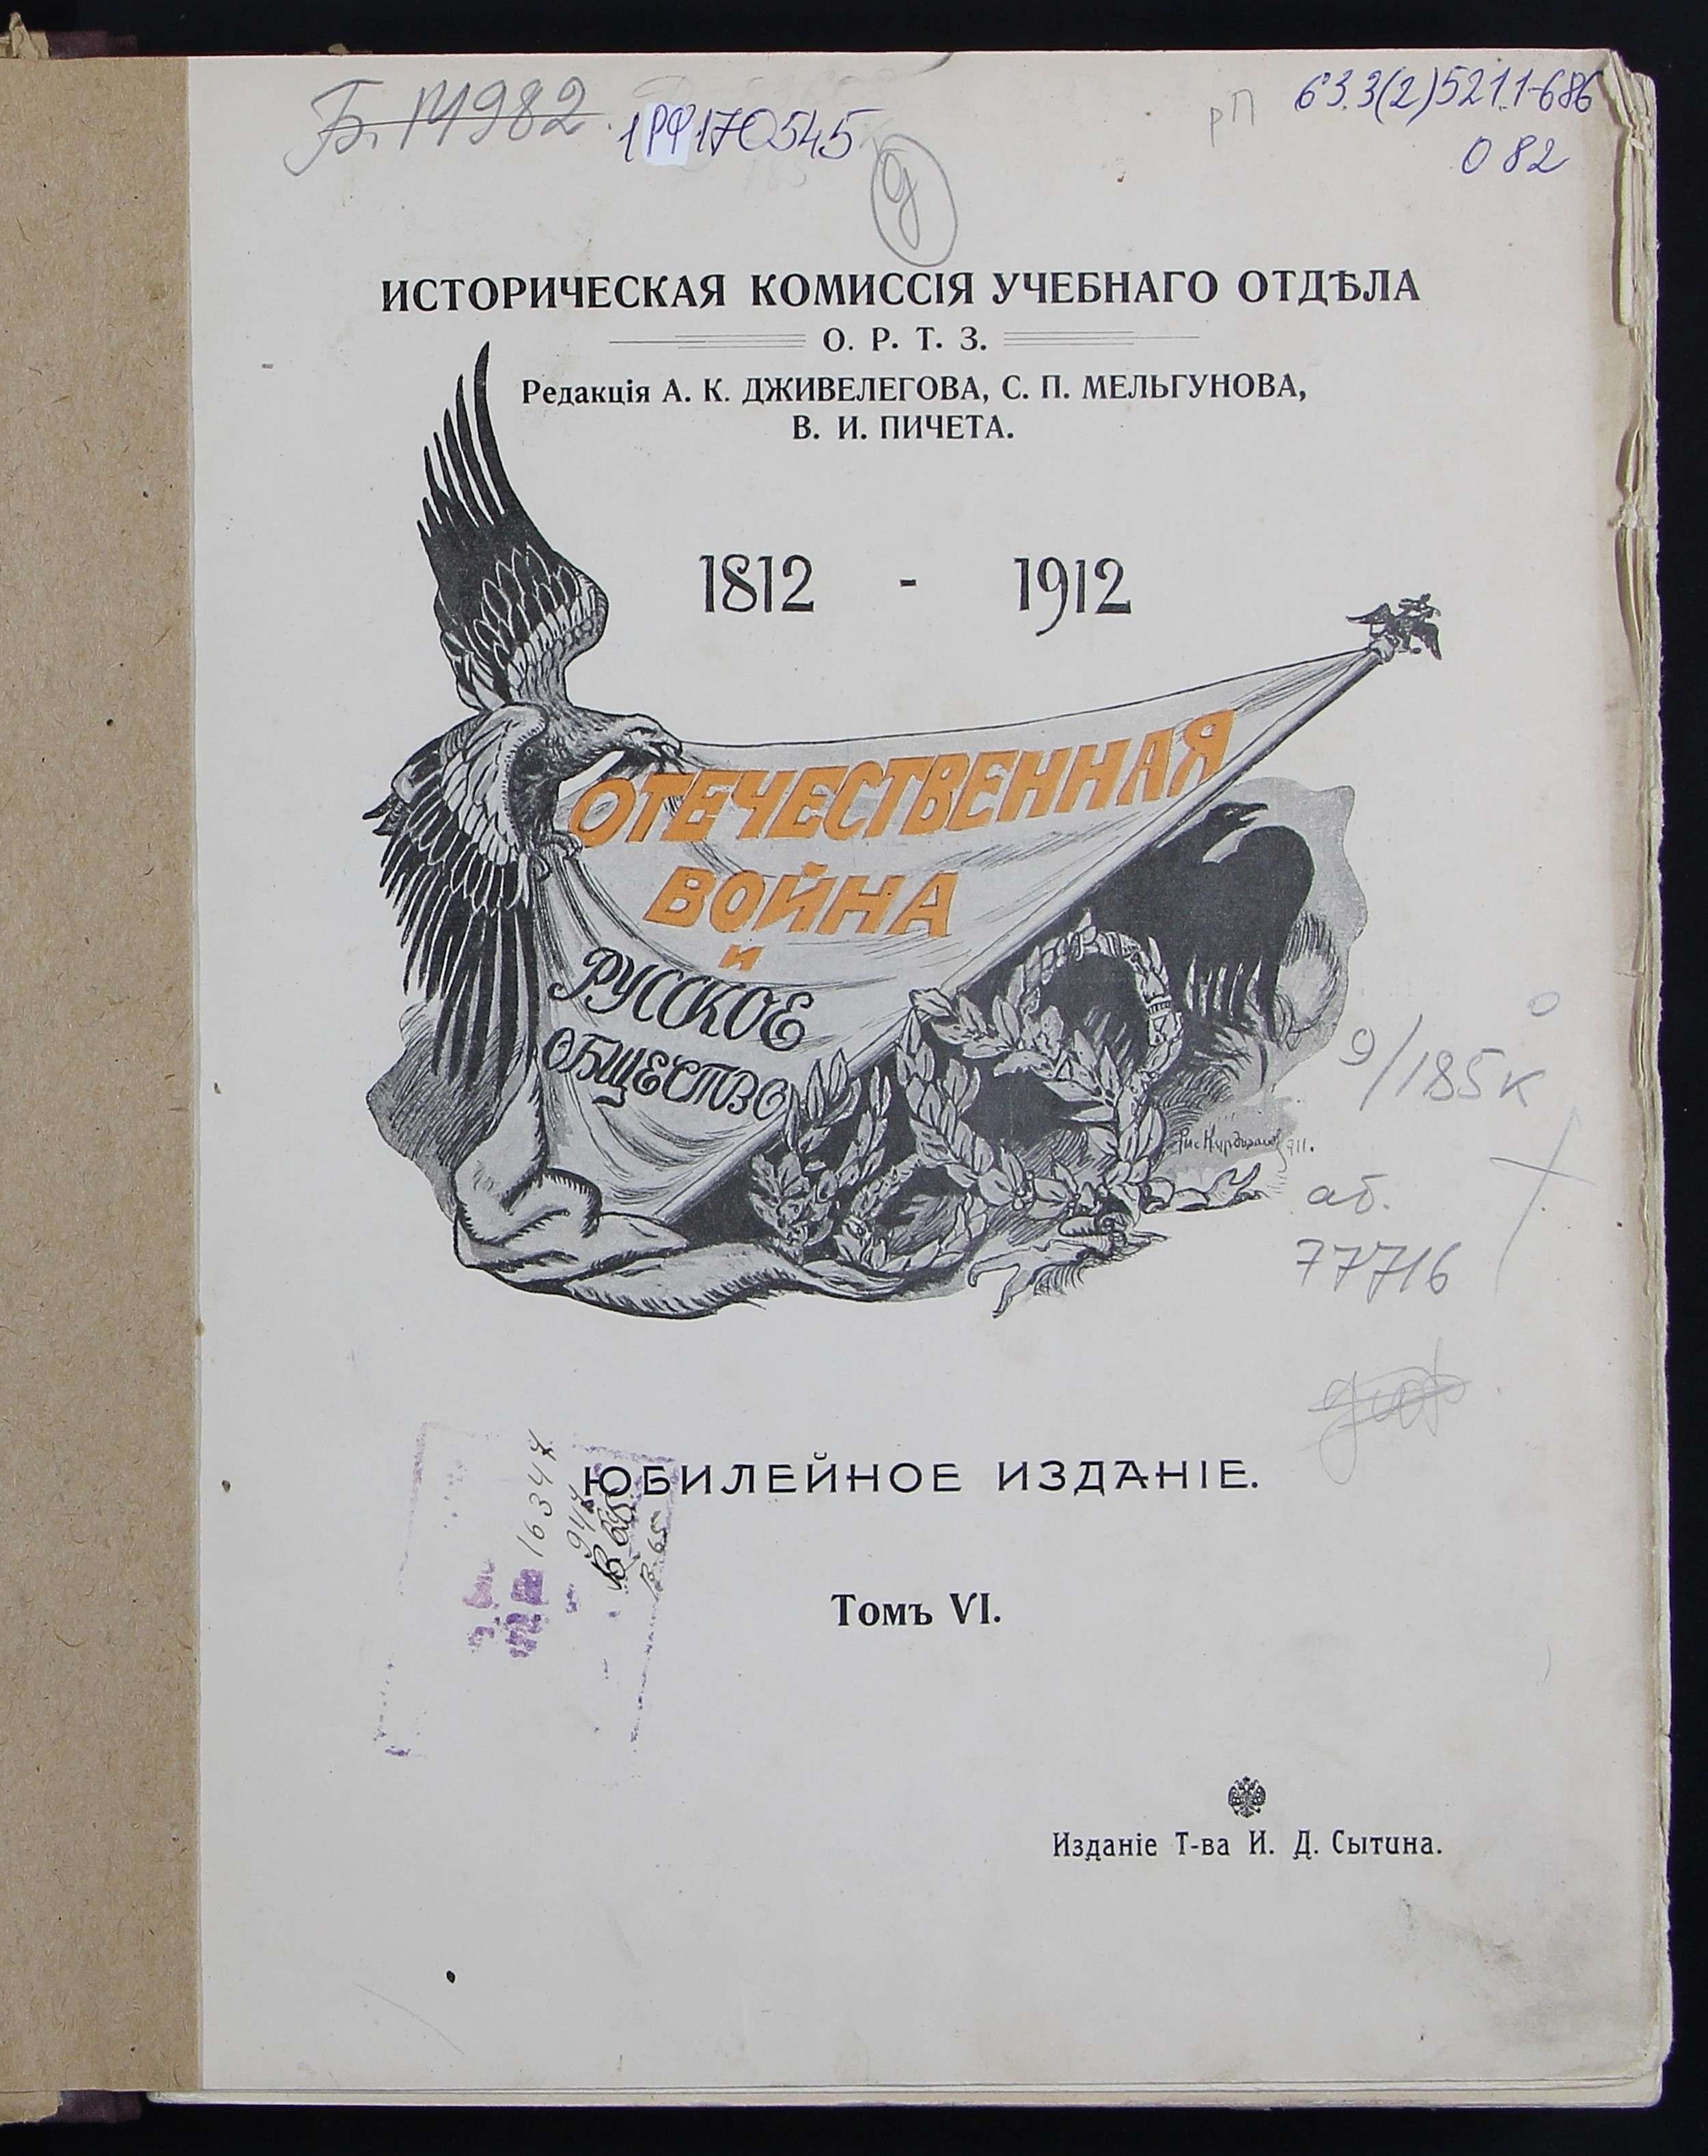 Б. 141982
1РФ170545
рП
63.3(2)521.1-686
О 82
ИСТОРИЧЕСКАЯ КОМИССІЯ УЧЕБНАГО ОТДѢЛА
О. Р. Т. З.
Редакція А. К. ДЖИВЕЛЕГОВА, С. П. МЕЛЬГУНОВА,
В. И. ПИЧЕТА.
1812 - 1912
ОТЕЧЕСТВЕННАЯ
ВОЙНА
И
РУССКОЕ
ОБЩЕСТВО
9/185к
аб.
77716
ЮБИЛЕЙНОЕ ИЗДАНІЕ.
Томъ VI.
Изданіе Т-ва И. Д. Сытина.